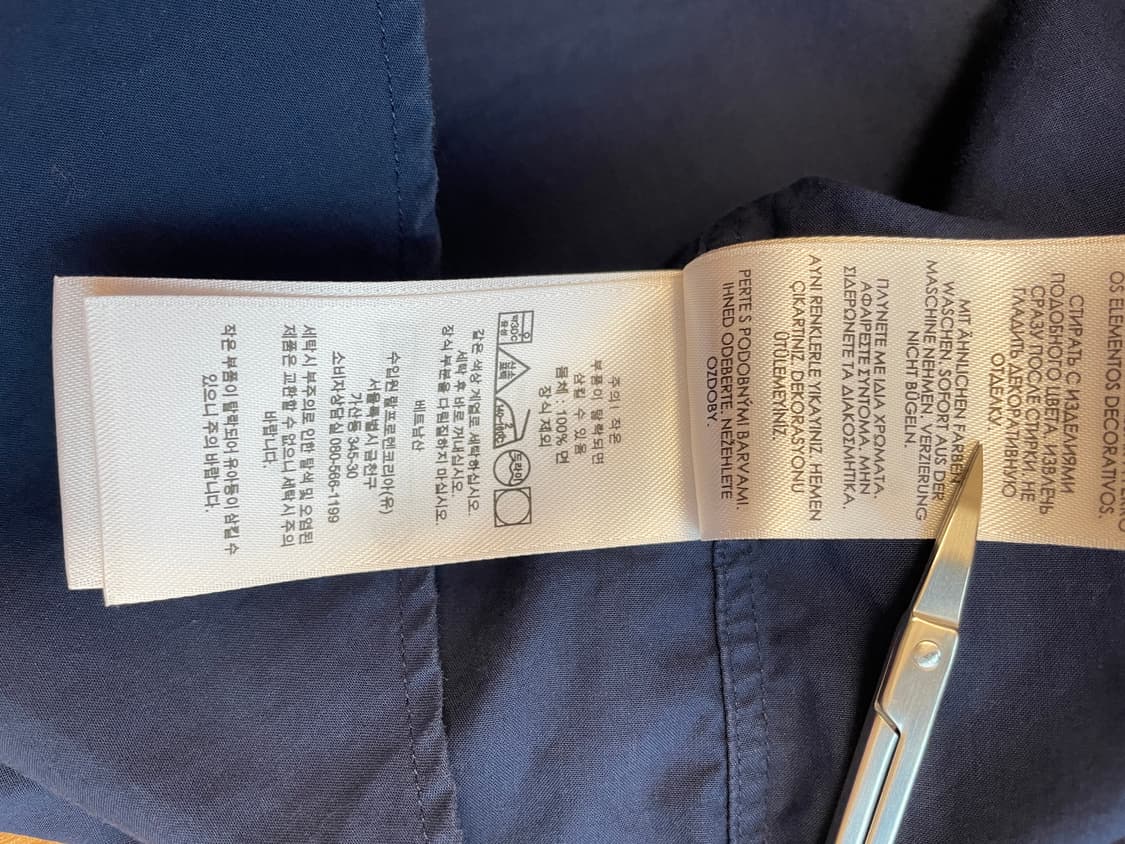 OS ELEMENTOS DECORATIVOS.
СТИРАТЬ С ИЗДЕЛИЯМИ
ПОДОБНОГО ЦВЕТА. ИЗВЛЕЧЬ
СРАЗУ ПОСЛЕ СТИРКИ. НЕ
ГЛАДИТЬ ДЕКОРАТИВНУЮ
ОТДЕЛКУ
MIT ÄHNLICHEN FARBEN
WASCHEN. SOFORT AUS DER
MASCHINE NEHMEN. VERZIERUNG
NICHT BÜGELN.
ΠΛΥΝΕΤΕ ΜΕ ΙΔΙΑ ΧΡΩΜΑΤΑ.
ΑΦΑΙΡΕΣΤΕ ΣΥΝΤΟΜΑ. ΜΗΝ
ΣΙΔΕΡΩΝΕΤΕ ΤΑ ΔΙΑΚΟΣΜΗΤΙΚΑ.
AYNI RENKLERLE YIKAYINIZ. HEMEN
ÇIKARTINIZ. DEKORASYONU
ÜTÜLEMEYİNİZ.
PERTE S PODOBNÝMI BARVAMI.
IHNED ODEBERTE. NEŽEHLETE
OZDOBY.
주의! 작은
부품이 탈락되면
삼킬 수 있음
몸체 : 100% 면
장식 제외
드라이
같은 색상 계열로 세탁하십시오.
세탁 후 바로 꺼내십시오.
장식 부분을 다림질하지 마십시오.
베트남산
수입원:랄프로렌코리아(유)
서울특별시 금천구
가산동 345-30
소비자상담실 080-566-1199
세탁시 부주의로 인한 탈색 및 오염된
제품은 교환할 수 없으니 세탁시 주의
바랍니다.
작은 부품이 탈락되어 유아동이 삼킬 수
있으니 주의 바랍니다.